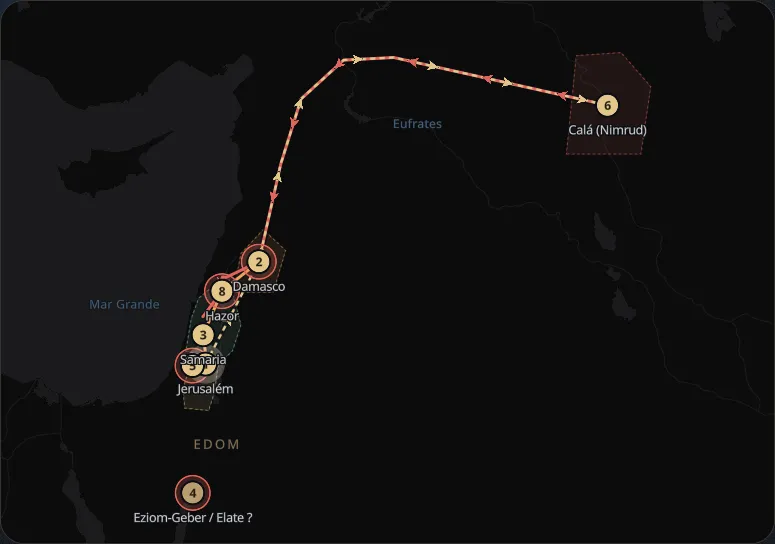 6
Calá (Nimrud)
Eufrates
2
Damasco
8
Hazor
Mar Grande
3
Samaria
Jerusalém
EDOM
4
Eziom-Geber / Elate ?